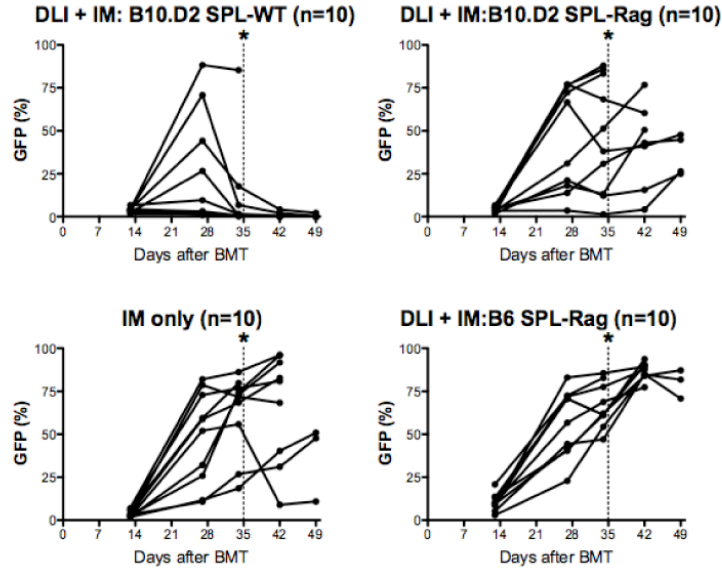 DLI + IM: B10.D2 SPL-WT (n=10)
*
GFP (%)
100
75
50
25
0
0 7 14 21 28 35 42 49
Days after BMT
DLI + IM:B10.D2 SPL-Rag (n=10)
*
GFP (%)
100
75
50
25
0
0 7 14 21 28 35 42 49
Days after BMT
IM only (n=10)
*
GFP (%)
100
75
50
25
0
0 7 14 21 28 35 42 49
Days after BMT
DLI + IM:B6 SPL-Rag (n=10)
*
GFP (%)
100
75
50
25
0
0 7 14 21 28 35 42 49
Days after BMT